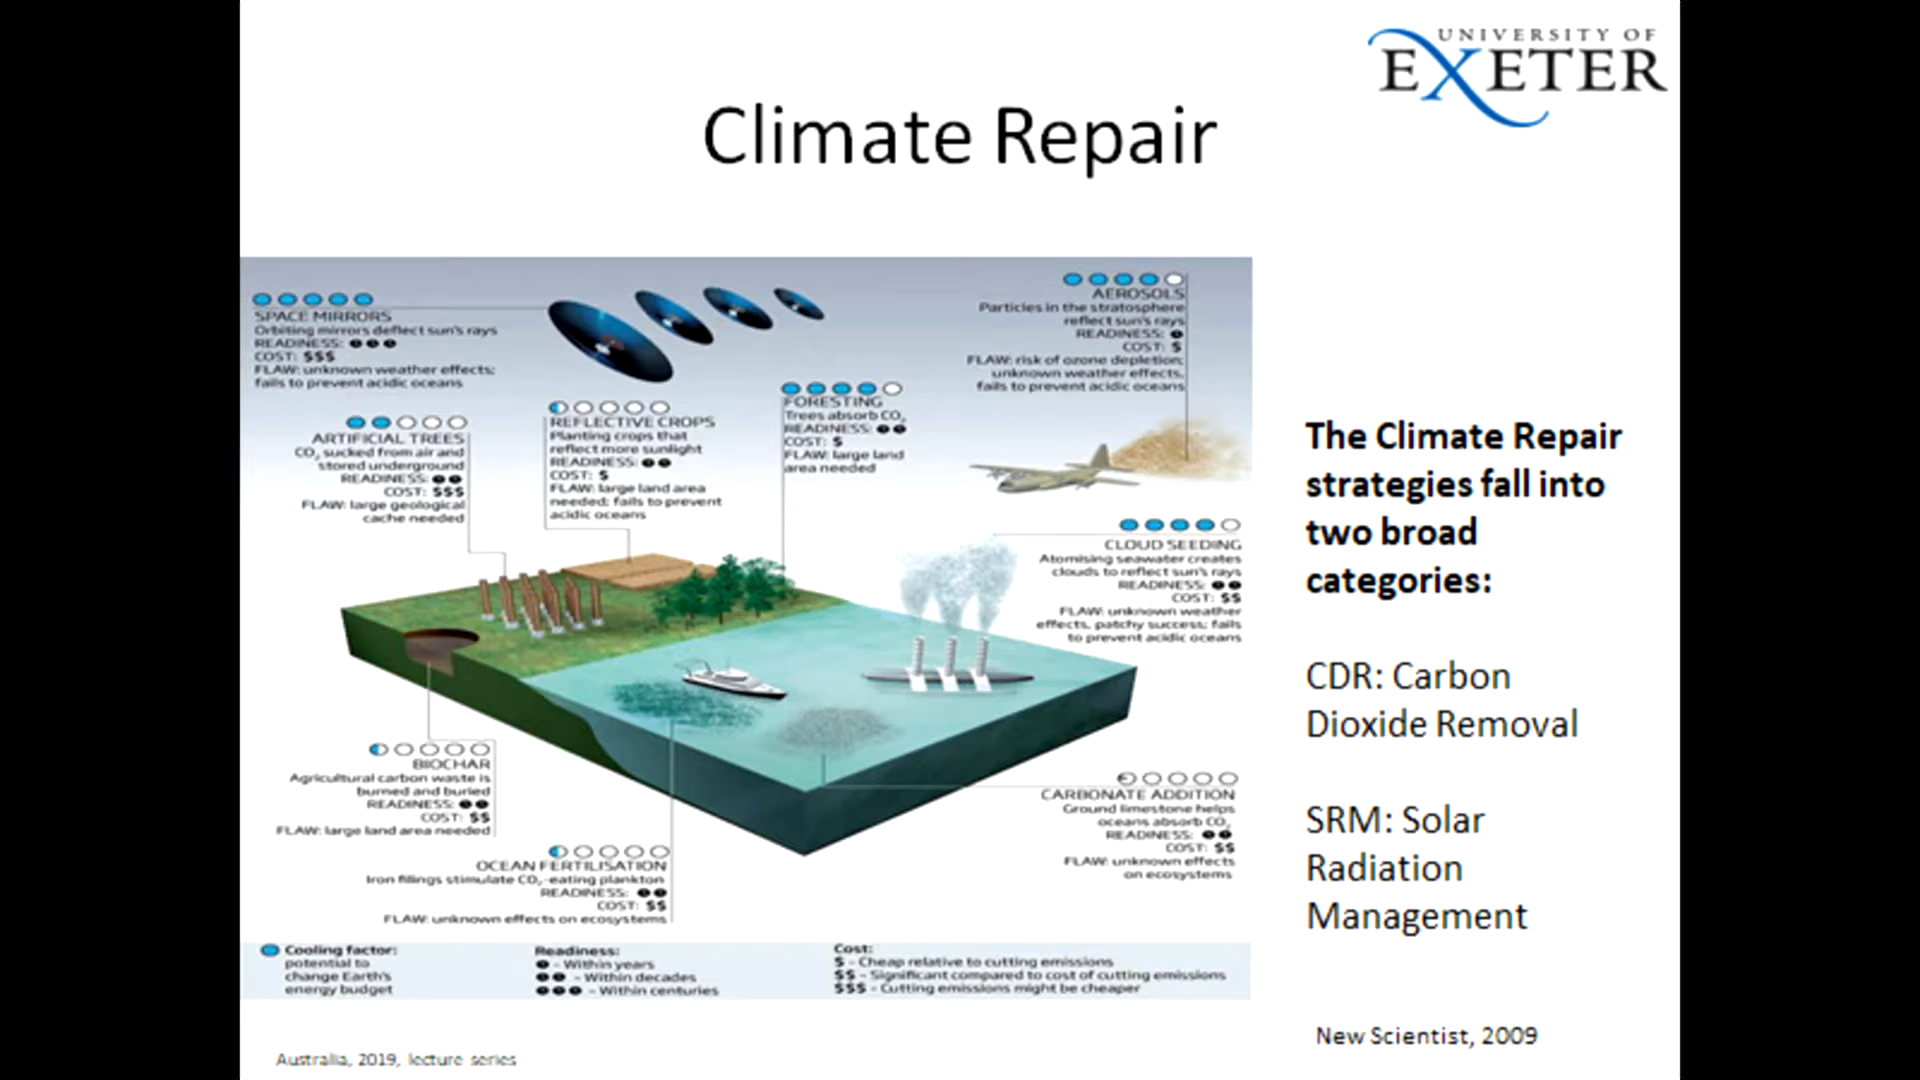 UNIVERSITY OF
EXETER
Climate Repair
SPACE MIRRORS
Orbiting mirrors deflect sun's rays
READINESS:
COST: $$$
FLAW: unknown weather effects;
fails to prevent acidic oceans
AEROSOLS
Particles in the stratosphere
reflect sun's rays
READINESS:
COST: $
FLAW: risk of ozone depletion;
unknown weather effects,
fails to prevent acidic oceans
ARTIFICIAL TREES
CO₂ sucked from air and
stored underground
READINESS:
COST: $$$
FLAW: large geological
cache needed
REFLECTIVE CROPS
Planting crops that
reflect more sunlight
READINESS:
COST: $
FLAW: large land area
needed; fails to prevent
acidic oceans
FORESTING
Trees absorb CO₂
READINESS:
COST: $
FLAW: large land
area needed
CLOUD SEEDING
Atomising seawater creates
clouds to reflect sun's rays
READINESS:
COST: $$
FLAW: unknown weather
effects, patchy success; fails
to prevent acidic oceans
BIOCHAR
Agricultural carbon waste is
burned and buried
READINESS:
COST: $$
FLAW: large land area needed
OCEAN FERTILISATION
Iron filings stimulate CO₂-eating plankton
READINESS:
COST: $$
FLAW: unknown effects on ecosystems
CARBONATE ADDITION
Ground limestone helps
oceans absorb CO₂
READINESS:
COST: $$
FLAW: unknown effects
on ecosystems
Cooling factor:
potential to
change Earth's
energy budget
Readiness:
- Within years
- Within decades
- Within centuries
Cost:
$ - Cheap relative to cutting emissions
$$ - Significant compared to cost of cutting emissions
$$$ - Cutting emissions might be cheaper
The Climate Repair
strategies fall into
two broad
categories:
CDR: Carbon
Dioxide Removal
SRM: Solar
Radiation
Management
New Scientist, 2009
Australia, 2019, lecture series